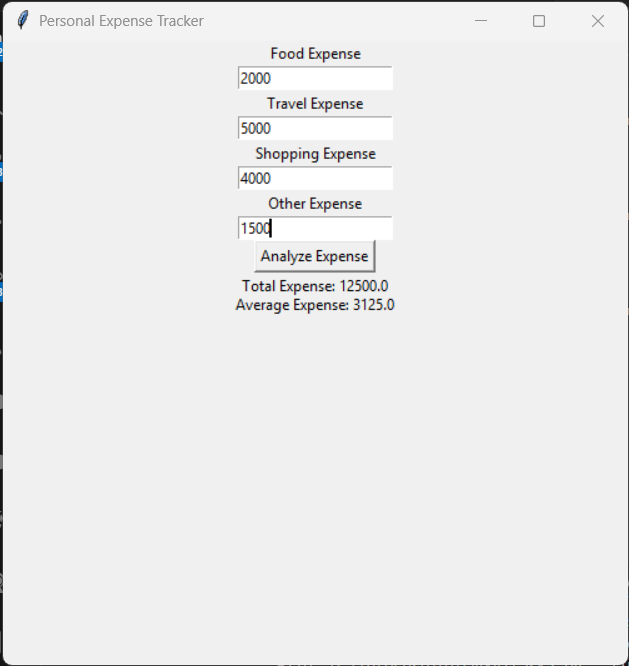 Personal Expense Tracker
Food Expense
2000
Travel Expense
5000
Shopping Expense
4000
Other Expense
1500
Analyze Expense
Total Expense: 12500.0
Average Expense: 3125.0